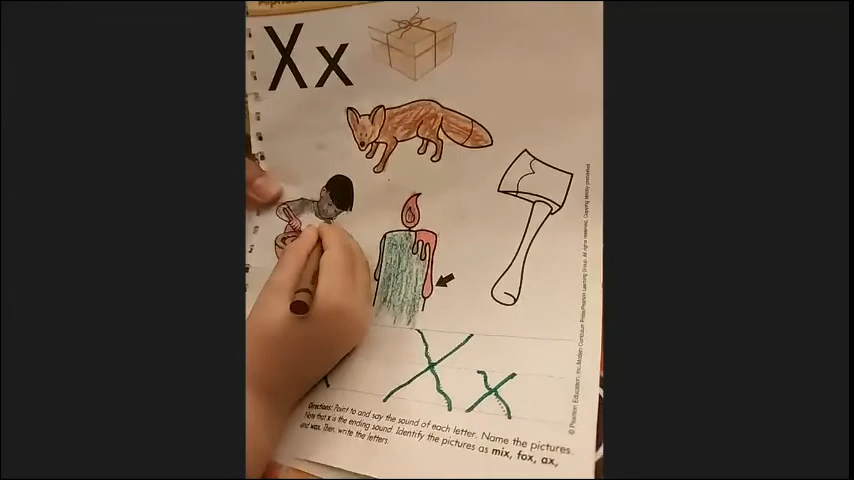 Xx
Xx
Directions: Point to and say the sound of each letter. Name the pictures.
Note that x is the ending sound. Identify the pictures as mix, fox, ax,
and wax. Then write the letters.
© Pearson Education, Inc./Modern Curriculum Press/Pearson Learning Group. All rights reserved. Copying strictly prohibited.